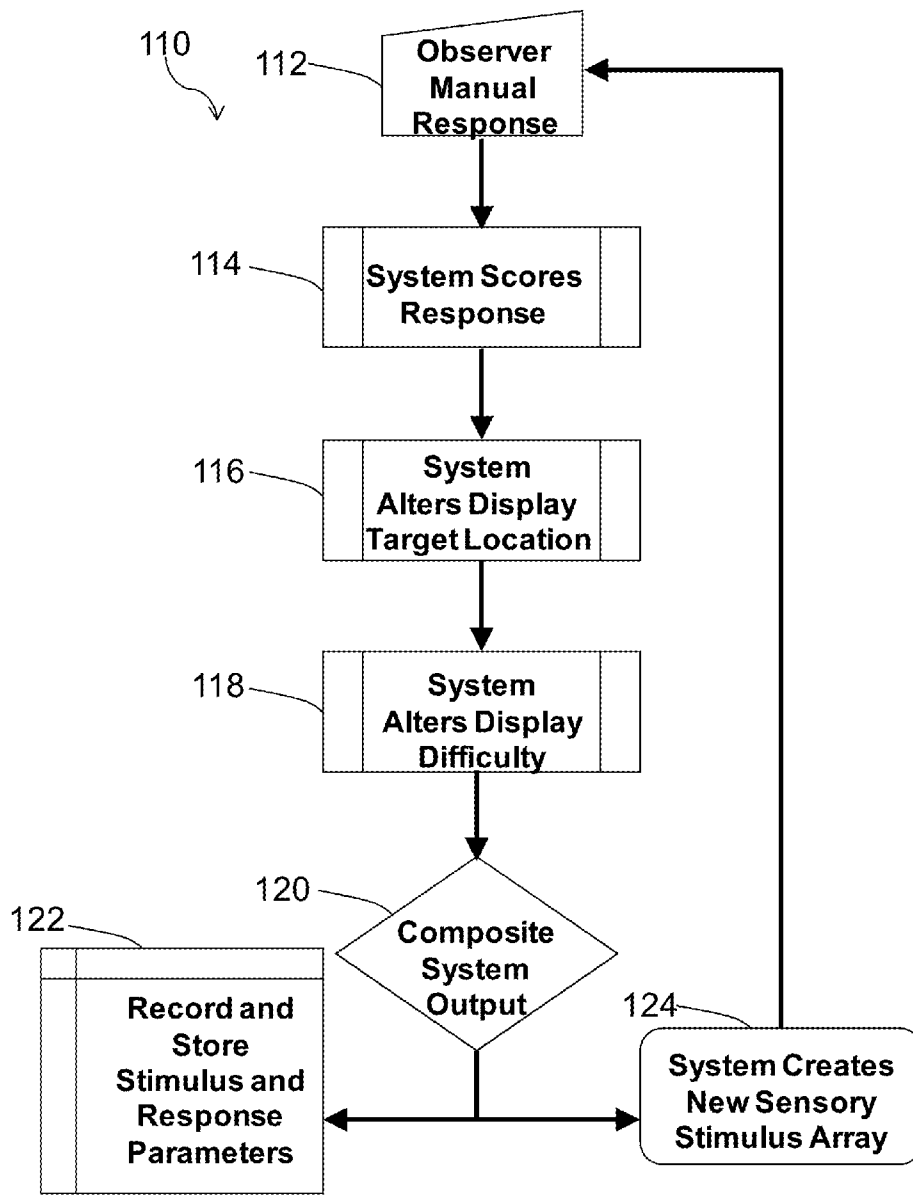 110
112
Observer
Manual
Response
114
System Scores
Response
116
System
Alters Display
Target Location
118
System
Alters Display
Difficulty
120
Composite
System
Output
122
Record and
Store
Stimulus and
Response
Parameters
124
System Creates
New Sensory
Stimulus Array